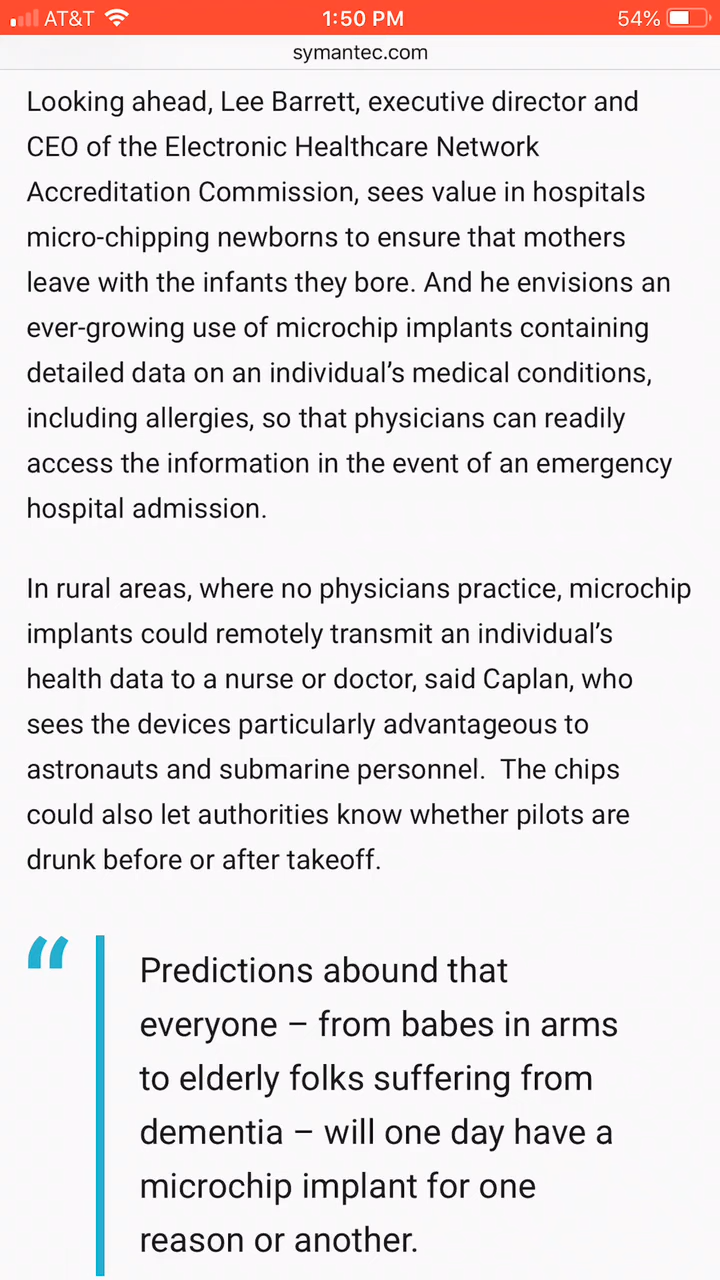 AT&T 1:50 PM 54%
symantec.com
Looking ahead, Lee Barrett, executive director and
CEO of the Electronic Healthcare Network
Accreditation Commission, sees value in hospitals
micro-chipping newborns to ensure that mothers
leave with the infants they bore. And he envisions an
ever-growing use of microchip implants containing
detailed data on an individual’s medical conditions,
including allergies, so that physicians can readily
access the information in the event of an emergency
hospital admission.
In rural areas, where no physicians practice, microchip
implants could remotely transmit an individual’s
health data to a nurse or doctor, said Caplan, who
sees the devices particularly advantageous to
astronauts and submarine personnel.  The chips
could also let authorities know whether pilots are
drunk before or after takeoff.
“
Predictions abound that
everyone – from babes in arms
to elderly folks suffering from
dementia – will one day have a
microchip implant for one
reason or another.